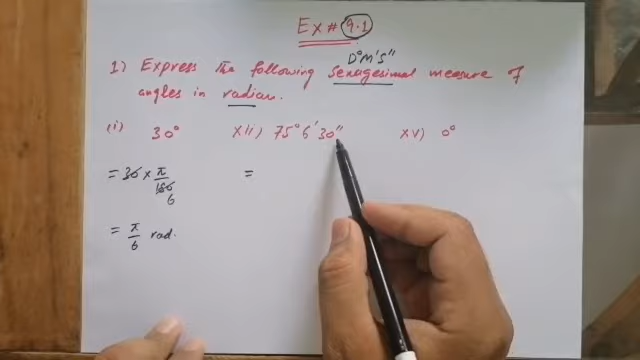 Ex # 9.1
D°M'S"
1) Express the following sexagesimal measure of
angles in radian.
(i) 30° xii) 75° 6' 30" xv) 0°
= 30 × π/180 =
6
= π/6 rad.